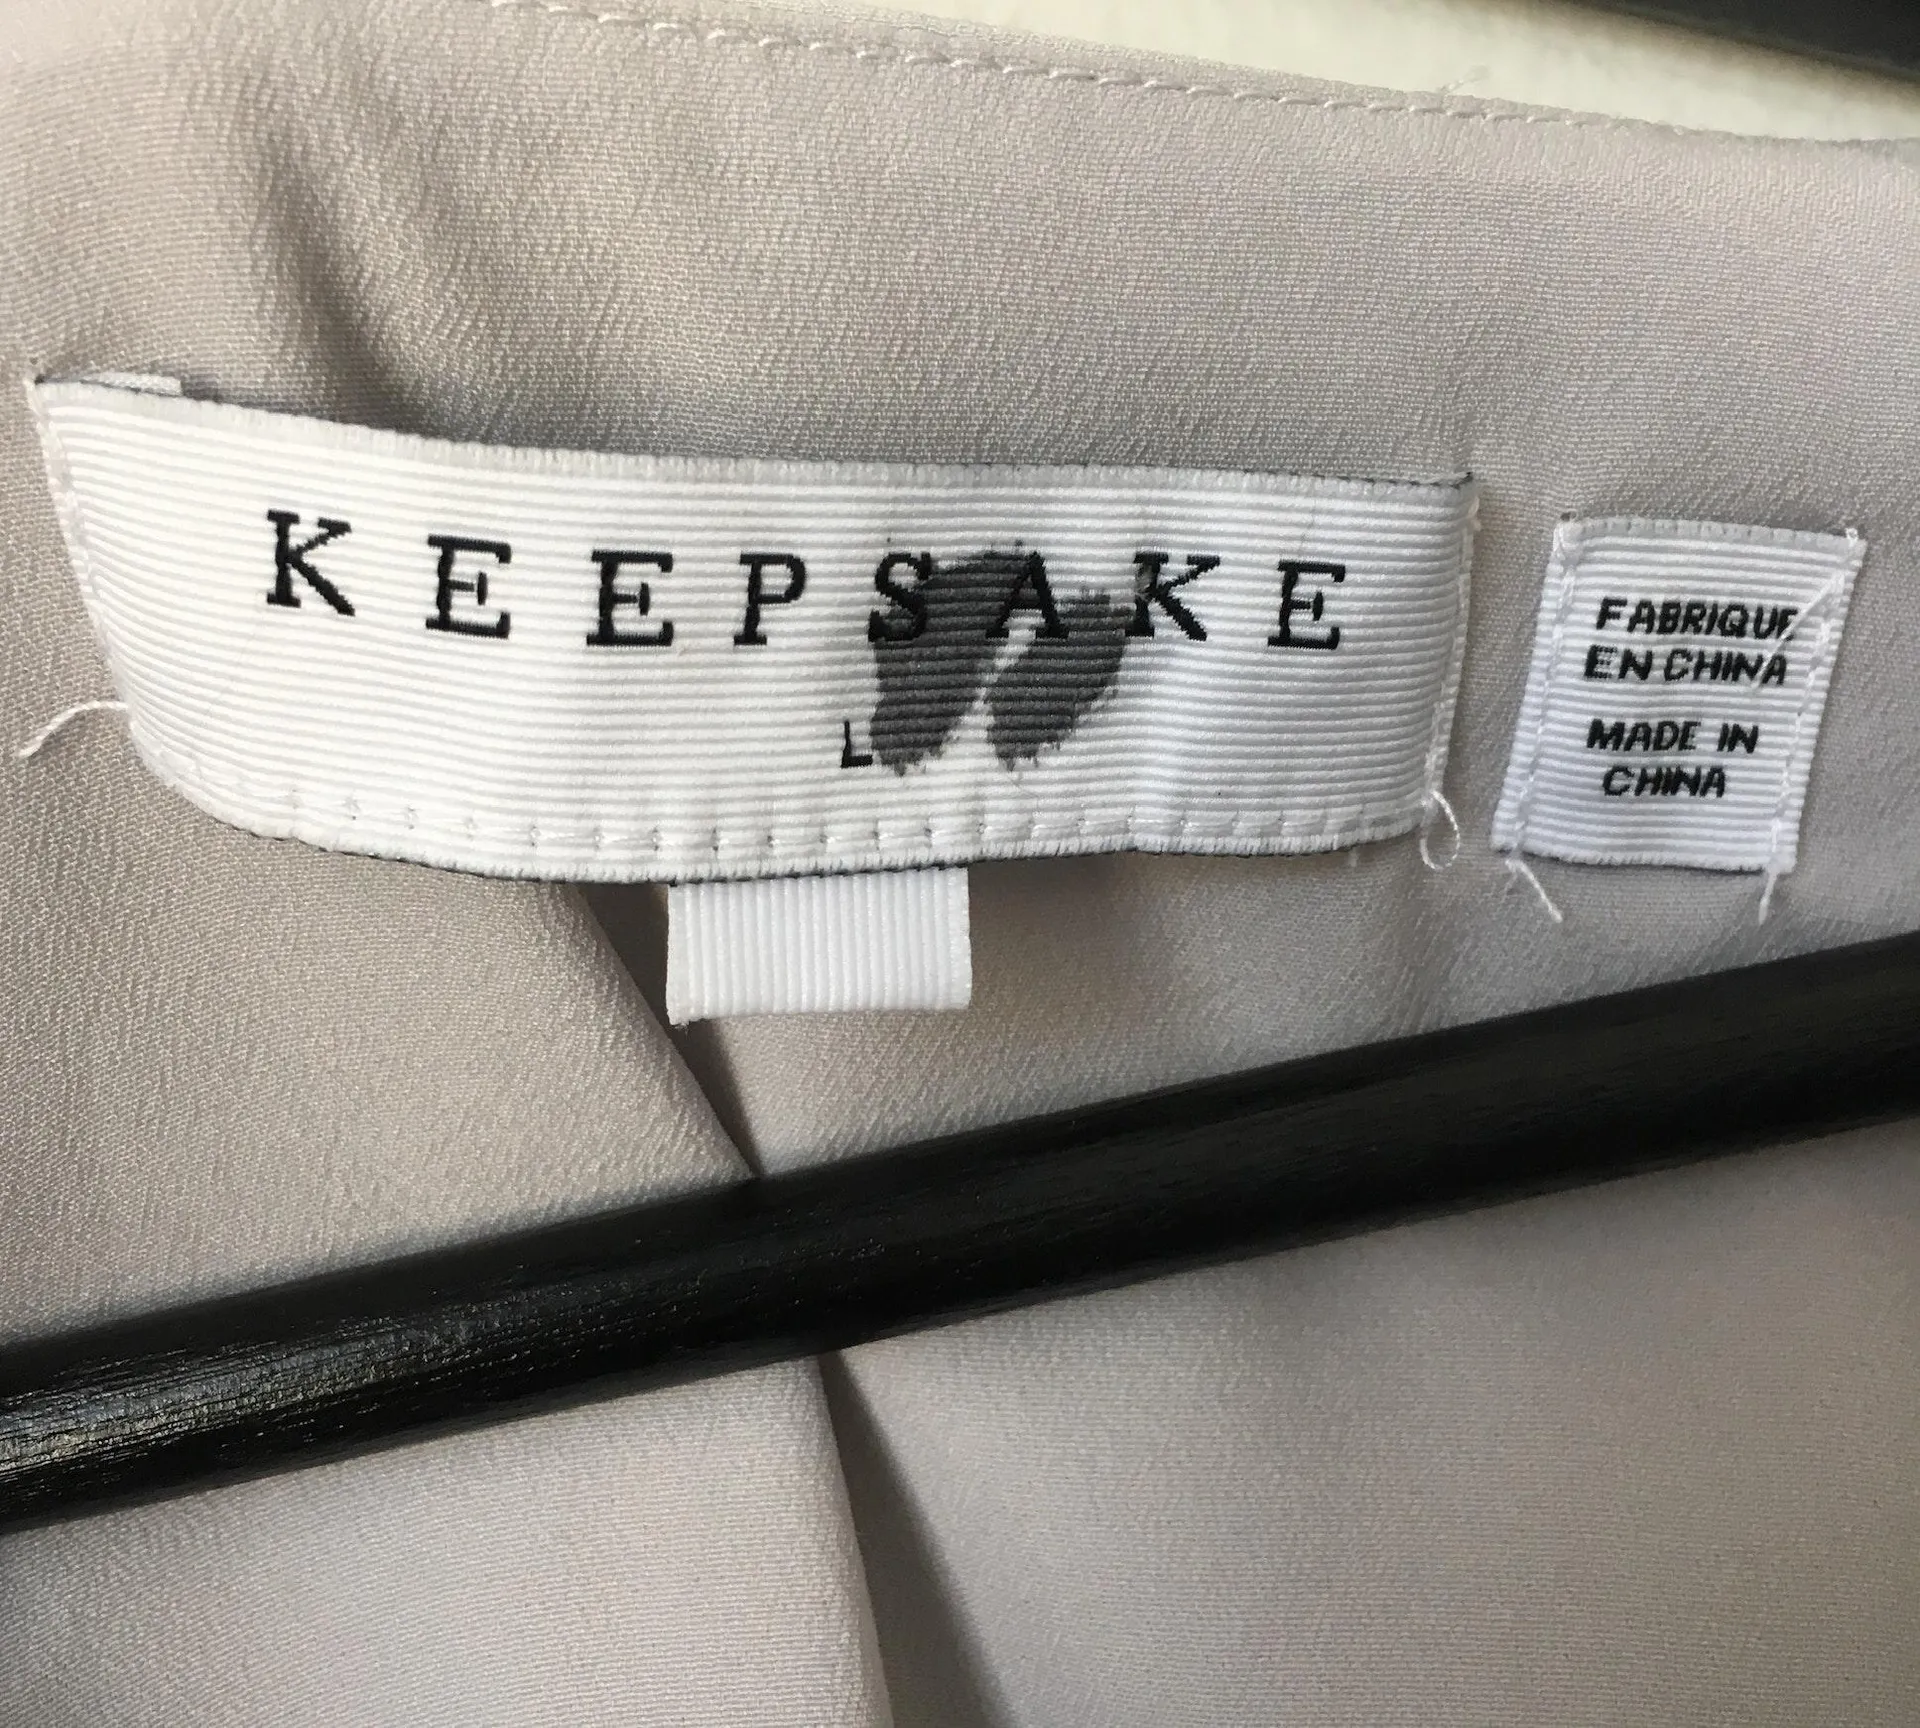 KEEPSAKE
L
FABRIQUE
EN CHINA
MADE IN
CHINA